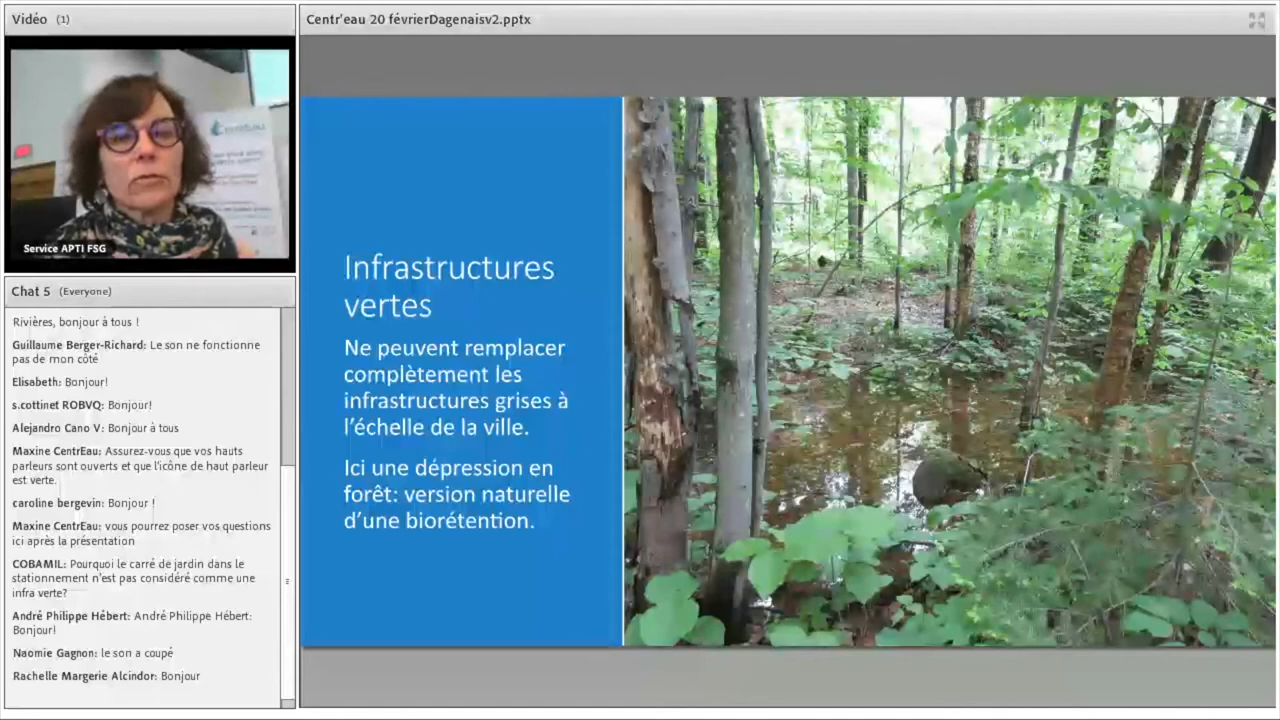 Vidéo (1)
CentrEau
Service APTI FSG
Chat 5 (Everyone)
Rivières, bonjour à tous !
Guillaume Berger-Richard: Le son ne fonctionne
pas de mon côté
Elisabeth: Bonjour!
s.cottinet ROBVQ: Bonjour!
Alejandro Cano V: Bonjour à tous
Maxine CentrEau: Assurez-vous que vos hauts
parleurs sont ouverts et que l'icône de haut parleur
est verte.
caroline bergevin: Bonjour !
Maxine CentrEau: vous pourrez poser vos questions
ici après la présentation
COBAMIL: Pourquoi le carré de jardin dans le
stationnement n'est pas considéré comme une
infra verte?
André Philippe Hébert: André Philippe Hébert:
Bonjour!
Naomie Gagnon: le son a coupé
Rachelle Margerie Alcindor: Bonjour
Centr'eau 20 févrierDagenaisv2.pptx
Infrastructures
vertes
Ne peuvent remplacer
complètement les
infrastructures grises à
l'échelle de la ville.
Ici une dépression en
forêt: version naturelle
d'une biorétention.